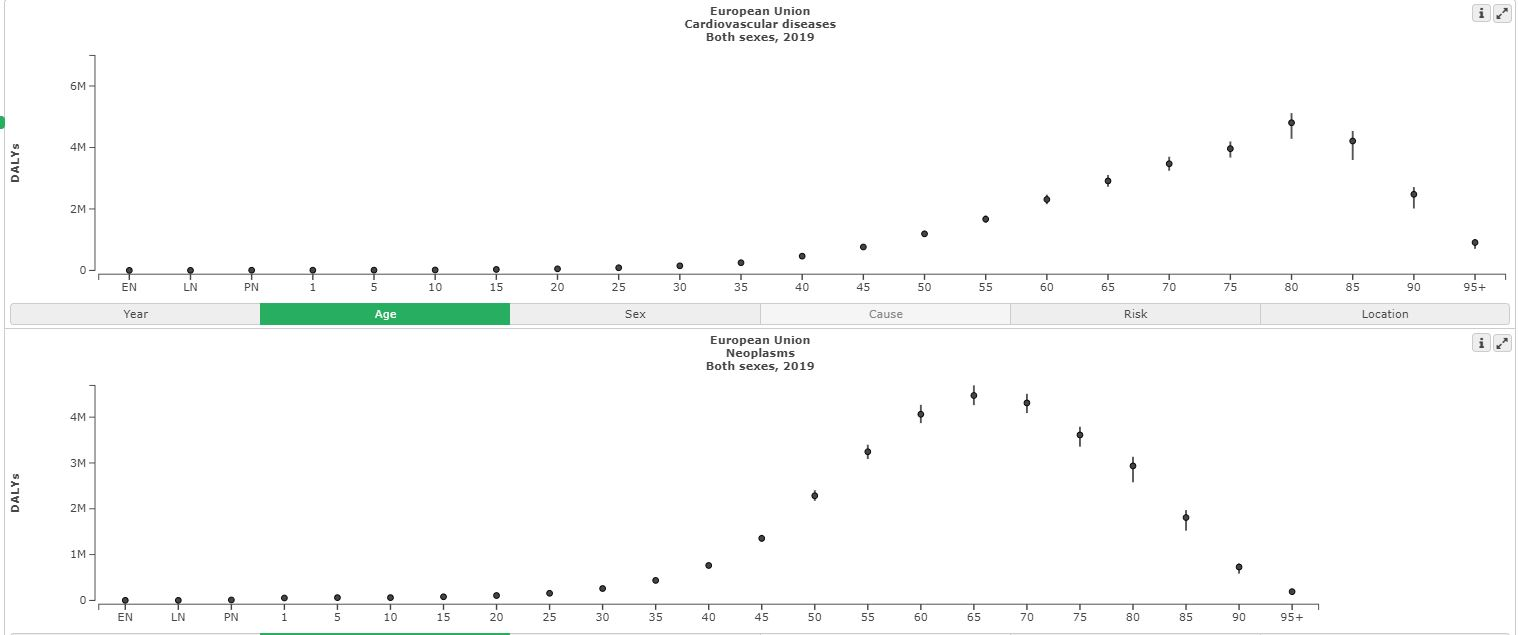 European Union
Cardiovascular diseases
Both sexes, 2019
i
6M
4M
2M
0
DALYs
EN LN PN 1 5 10 15 20 25 30 35 40 45 50 55 60 65 70 75 80 85 90 95+
Year Age Sex Cause Risk Location
European Union
Neoplasms
Both sexes, 2019
i
4M
3M
2M
1M
0
DALYs
EN LN PN 1 5 10 15 20 25 30 35 40 45 50 55 60 65 70 75 80 85 90 95+